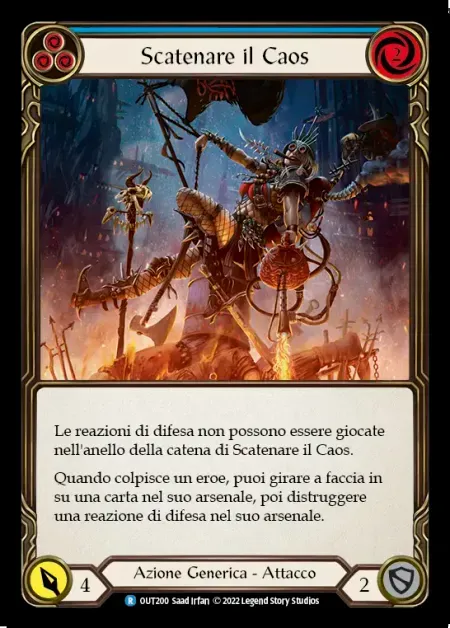 Scatenare il Caos
2
Le reazioni di difesa non possono essere giocate
nell'anello della catena di Scatenare il Caos.
Quando colpisce un eroe, puoi girare a faccia in
su una carta nel suo arsenale, poi distruggere
una reazione di difesa nel suo arsenale.
4
Azione Generica - Attacco
2
R OUT200 Saad Irfan © 2022 Legend Story Studios